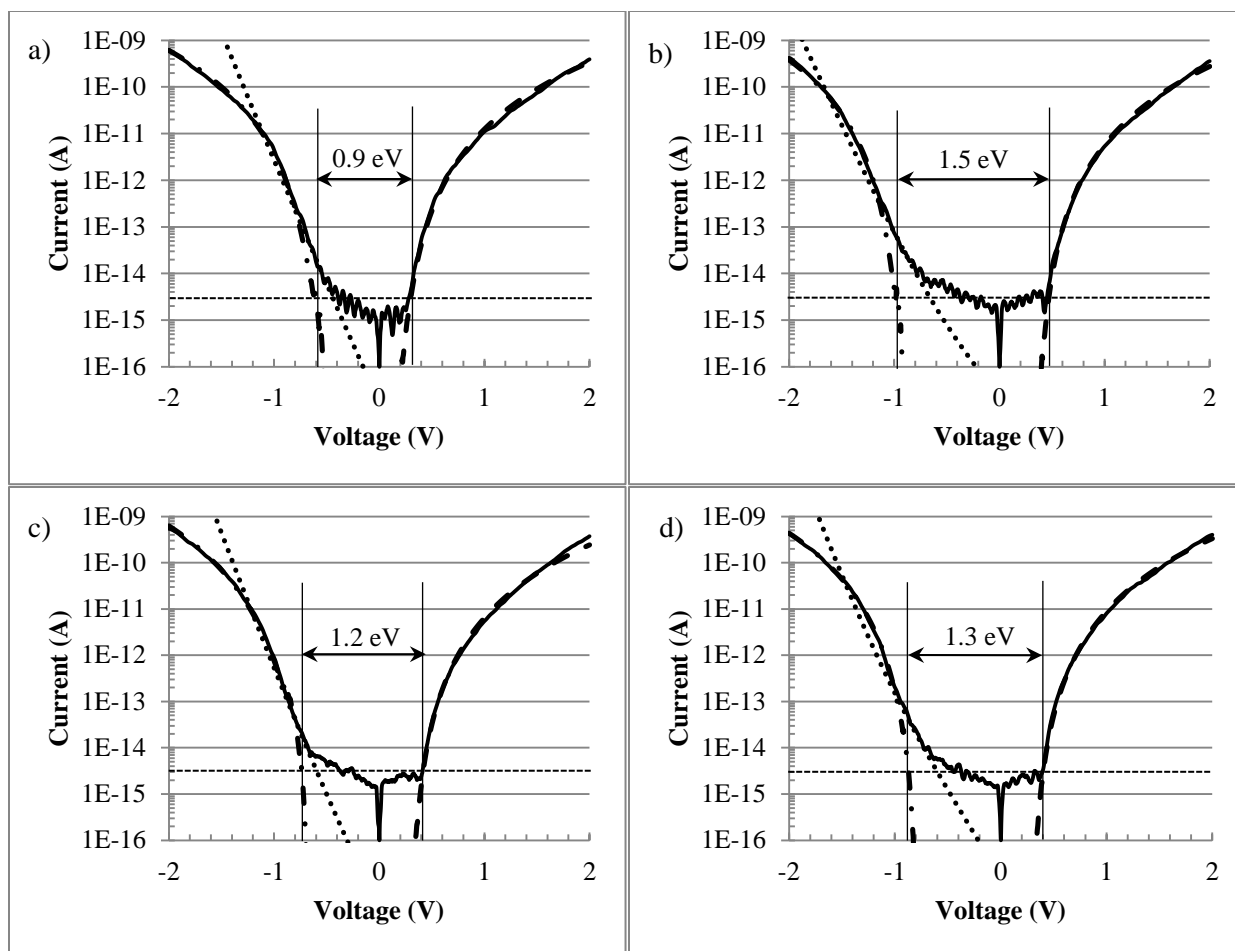 a)
1E-09
1E-10
1E-11
1E-12
1E-13
1E-14
1E-15
1E-16
Current (A)
0.9 eV
-2 -1 0 1 2
Voltage (V)
b)
1E-09
1E-10
1E-11
1E-12
1E-13
1E-14
1E-15
1E-16
Current (A)
1.5 eV
-2 -1 0 1 2
Voltage (V)
c)
1E-09
1E-10
1E-11
1E-12
1E-13
1E-14
1E-15
1E-16
Current (A)
1.2 eV
-2 -1 0 1 2
Voltage (V)
d)
1E-09
1E-10
1E-11
1E-12
1E-13
1E-14
1E-15
1E-16
Current (A)
1.3 eV
-2 -1 0 1 2
Voltage (V)